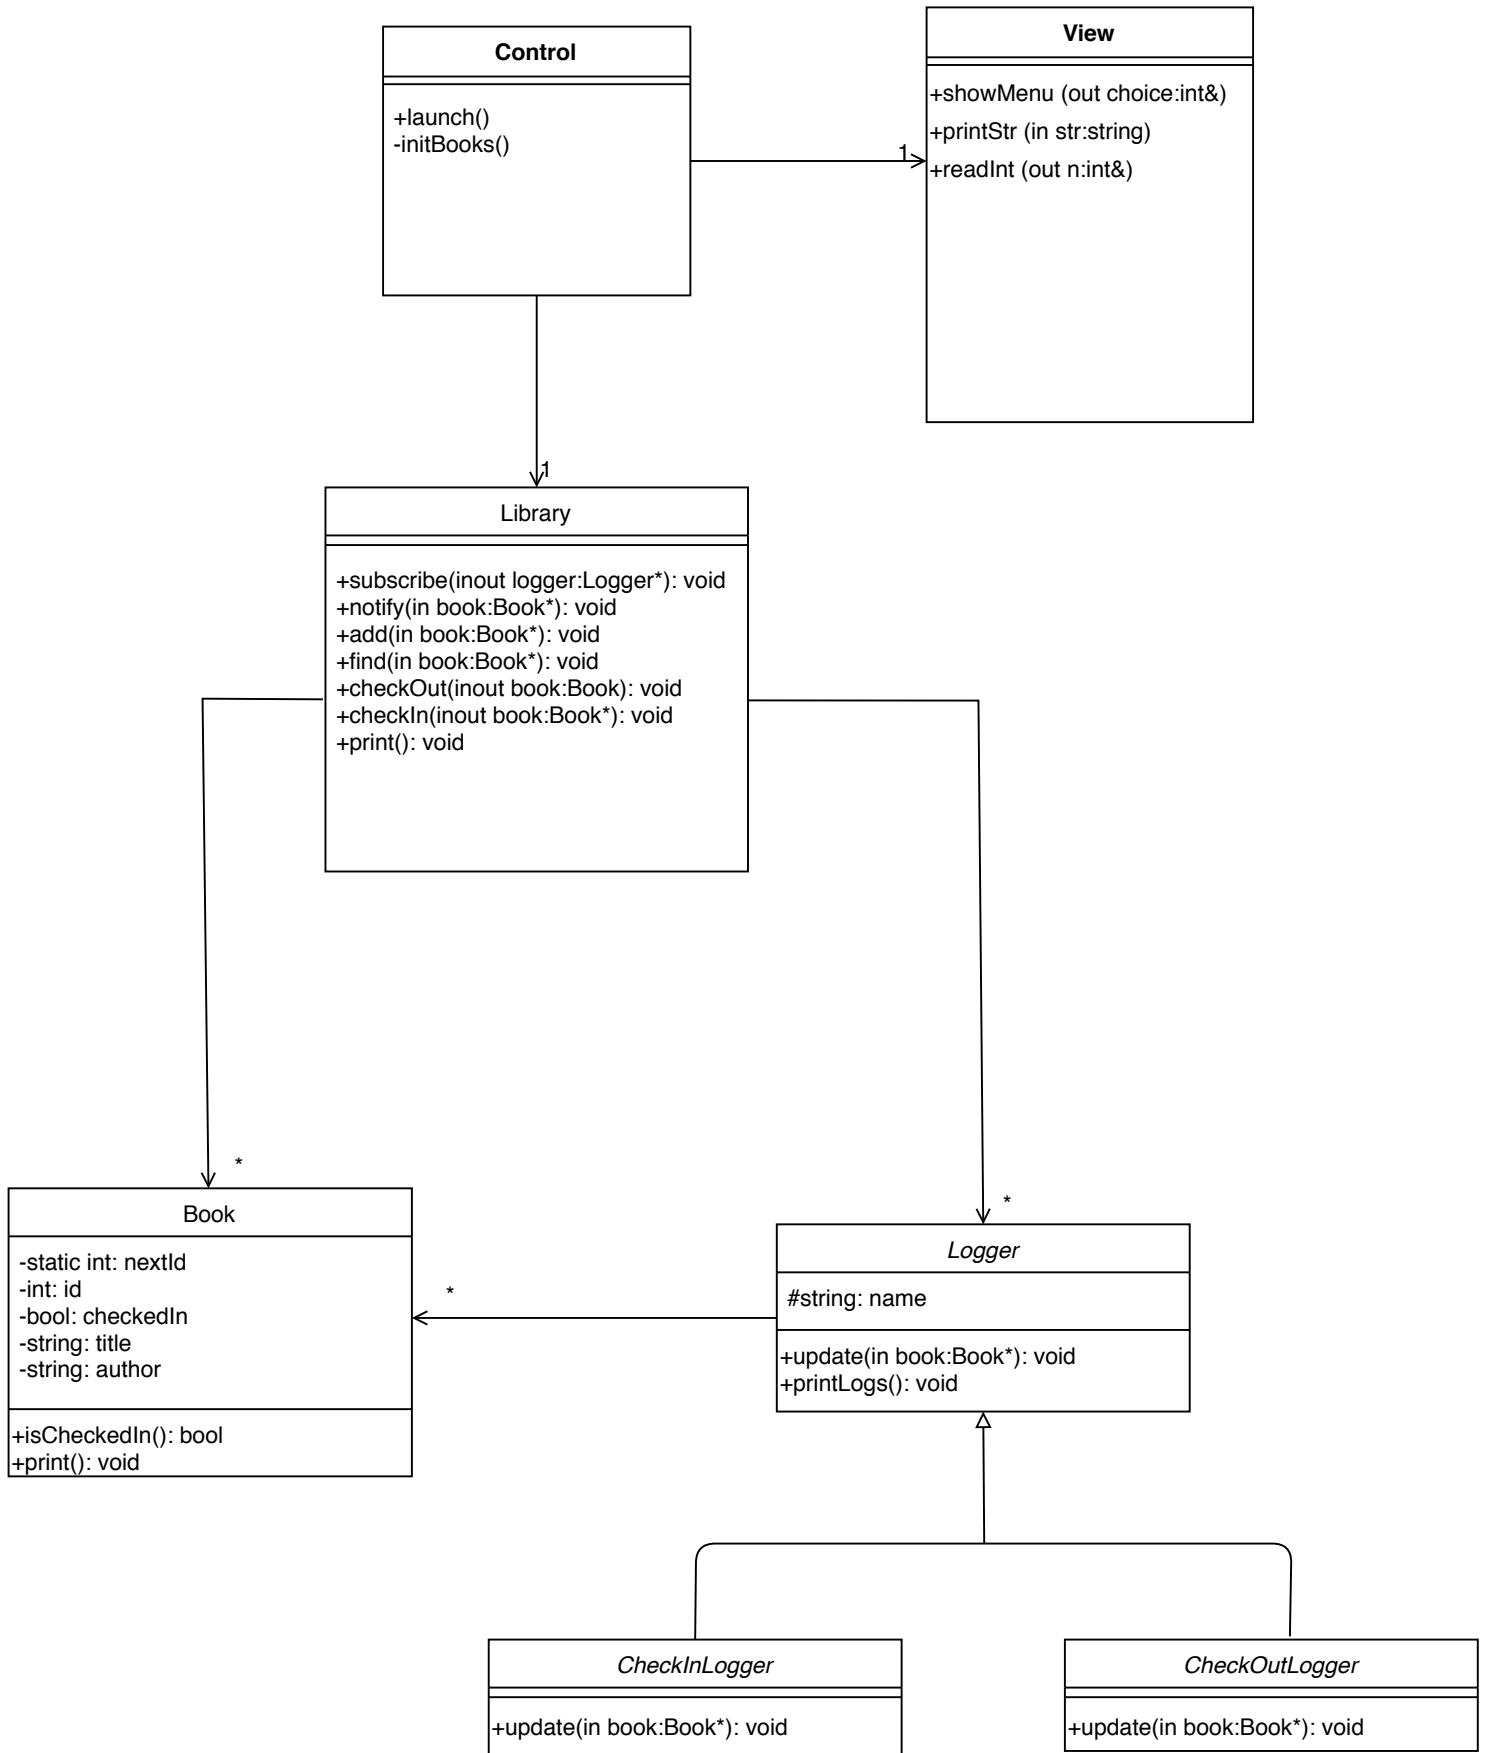 Control
+launch()
-initBooks()
View
+showMenu (out choice:int&)
+printStr (in str:string)
+readInt (out n:int&)
1
1
Library
+subscribe(inout logger:Logger*): void
+notify(in book:Book*): void
+add(in book:Book*): void
+find(in book:Book*): void
+checkOut(inout book:Book): void
+checkIn(inout book:Book*): void
+print(): void
*
*
Book
-static int: nextId
-int: id
-bool: checkedIn
-string: title
-string: author
+isCheckedIn(): bool
+print(): void
*
Logger
#string: name
+update(in book:Book*): void
+printLogs(): void
CheckInLogger
+update(in book:Book*): void
CheckOutLogger
+update(in book:Book*): void